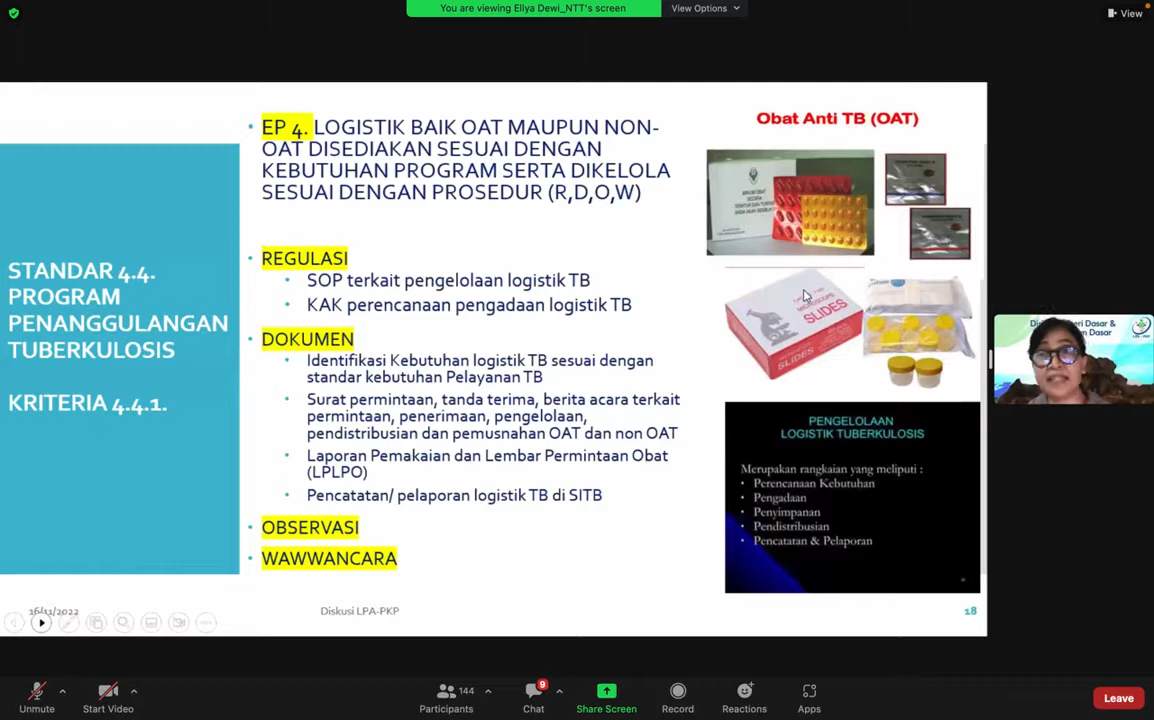 You are viewing Ellya Dewi_NTT's screen
View Options
View
STANDAR 4.4.
PROGRAM
PENANGGULANGAN
TUBERKULOSIS
KRITERIA 4.4.1.
• EP 4. LOGISTIK BAIK OAT MAUPUN NON-
OAT DISEDIAKAN SESUAI DENGAN
KEBUTUHAN PROGRAM SERTA DIKELOLA
SESUAI DENGAN PROSEDUR (R,D,O,W)
• REGULASI
• SOP terkait pengelolaan logistik TB
• KAK perencanaan pengadaan logistik TB
• DOKUMEN
• Identifikasi Kebutuhan logistik TB sesuai dengan
standar kebutuhan Pelayanan TB
• Surat permintaan, tanda terima, berita acara terkait
permintaan, penerimaan, pengelolaan,
pendistribusian dan pemusnahan OAT dan non OAT
• Laporan Pemakaian dan Lembar Permintaan Obat
(LPLPO)
• Pencatatan/ pelaporan logistik TB di SITB
• OBSERVASI
• WAWWANCARA
Obat Anti TB (OAT)
MICROSCOPE
SLIDES
SLIDES
PENGELOLAAN
LOGISTIK TUBERKULOSIS
Merupakan rangkaian yang meliputi :
• Perencanaan Kebutuhan
• Pengadaan
• Penyimpanan
• Pendistribusian
• Pencatatan & Pelaporan
16/11/2022
Diskusi LPA-PKP
18
Unmute
Start Video
Participants
144
Chat
9
Share Screen
Record
Reactions
Apps
Leave